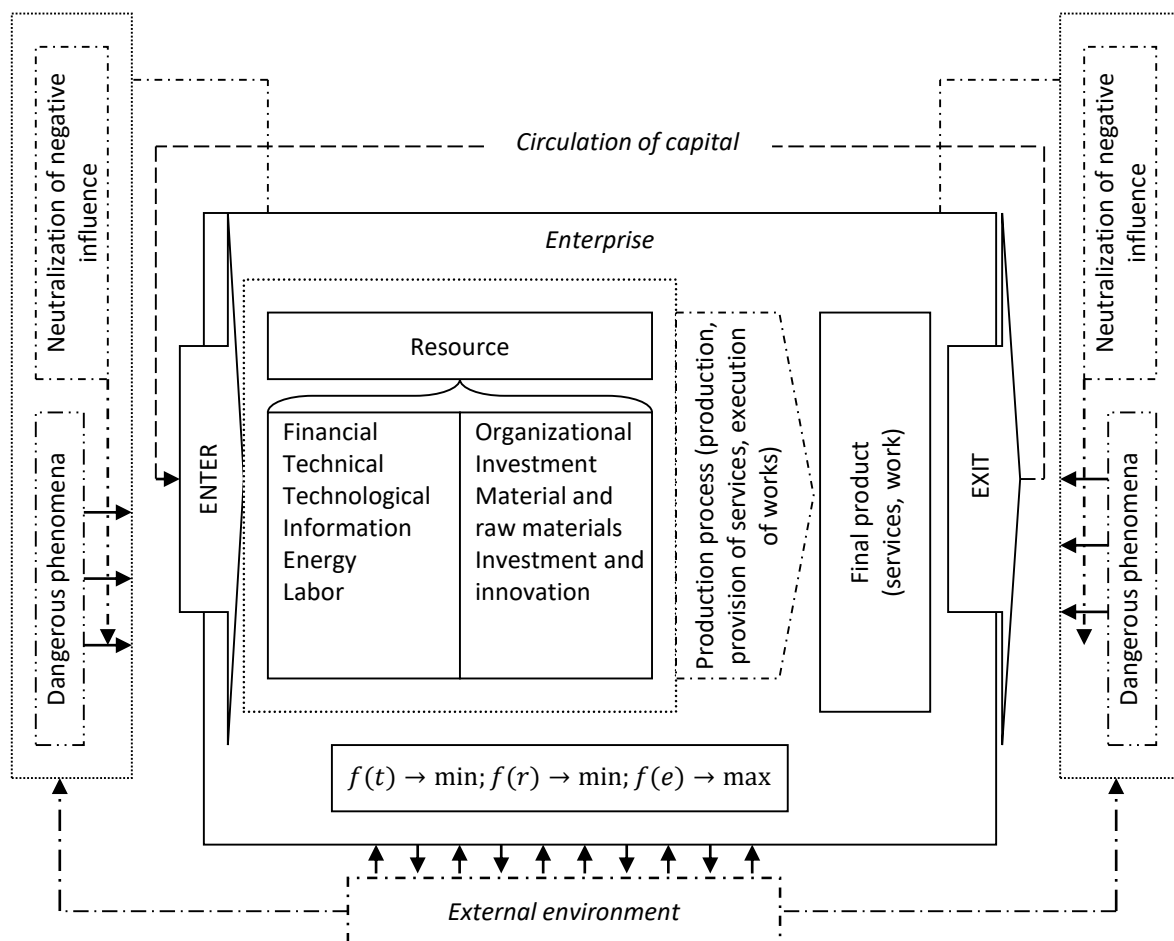 Neutralization of negative
influence
Dangerous phenomena
Circulation of capital
Enterprise
ENTER
Resource
Financial
Technical
Technological
Information
Energy
Labor
Organizational
Investment
Material and
raw materials
Investment and
innovation
Production process (production,
provision of services, execution
of works)
Final product
(services, work)
EXIT
Neutralization of negative
influence
Dangerous phenomena
f(t) → min; f(r) → min; f(e) → max
External environment